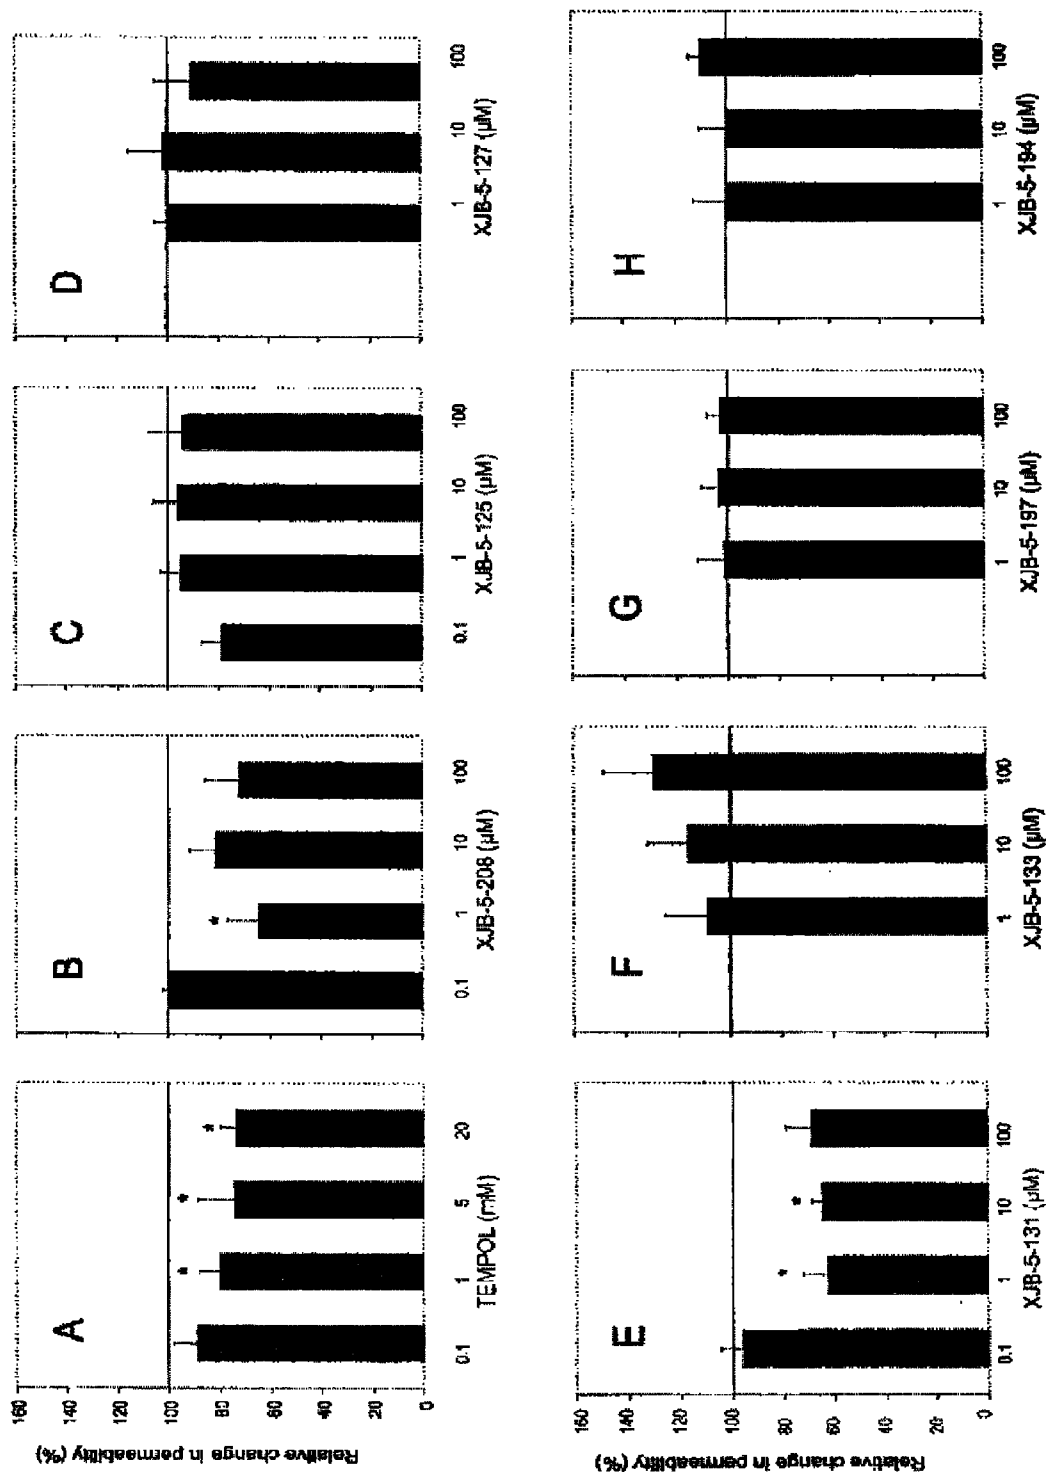 A
Relative change in permeability (%)
160
140
120
100
80
60
40
20
0
* * *
0.1 1 5 20
TEMPOL (mM)
B
*
0.1 1 10 100
XJB-5-208 (µM)
C
0.1 1 10 100
XJB-5-125 (µM)
D
1 10 100
XJB-5-127 (µM)
E
Relative change in permeability (%)
160
140
120
100
80
60
40
20
0
* *
0.1 1 10 100
XJB-5-131 (µM)
F
1 10 100
XJB-5-133 (µM)
G
1 10 100
XJB-5-197 (µM)
H
1 10 100
XJB-5-194 (µM)